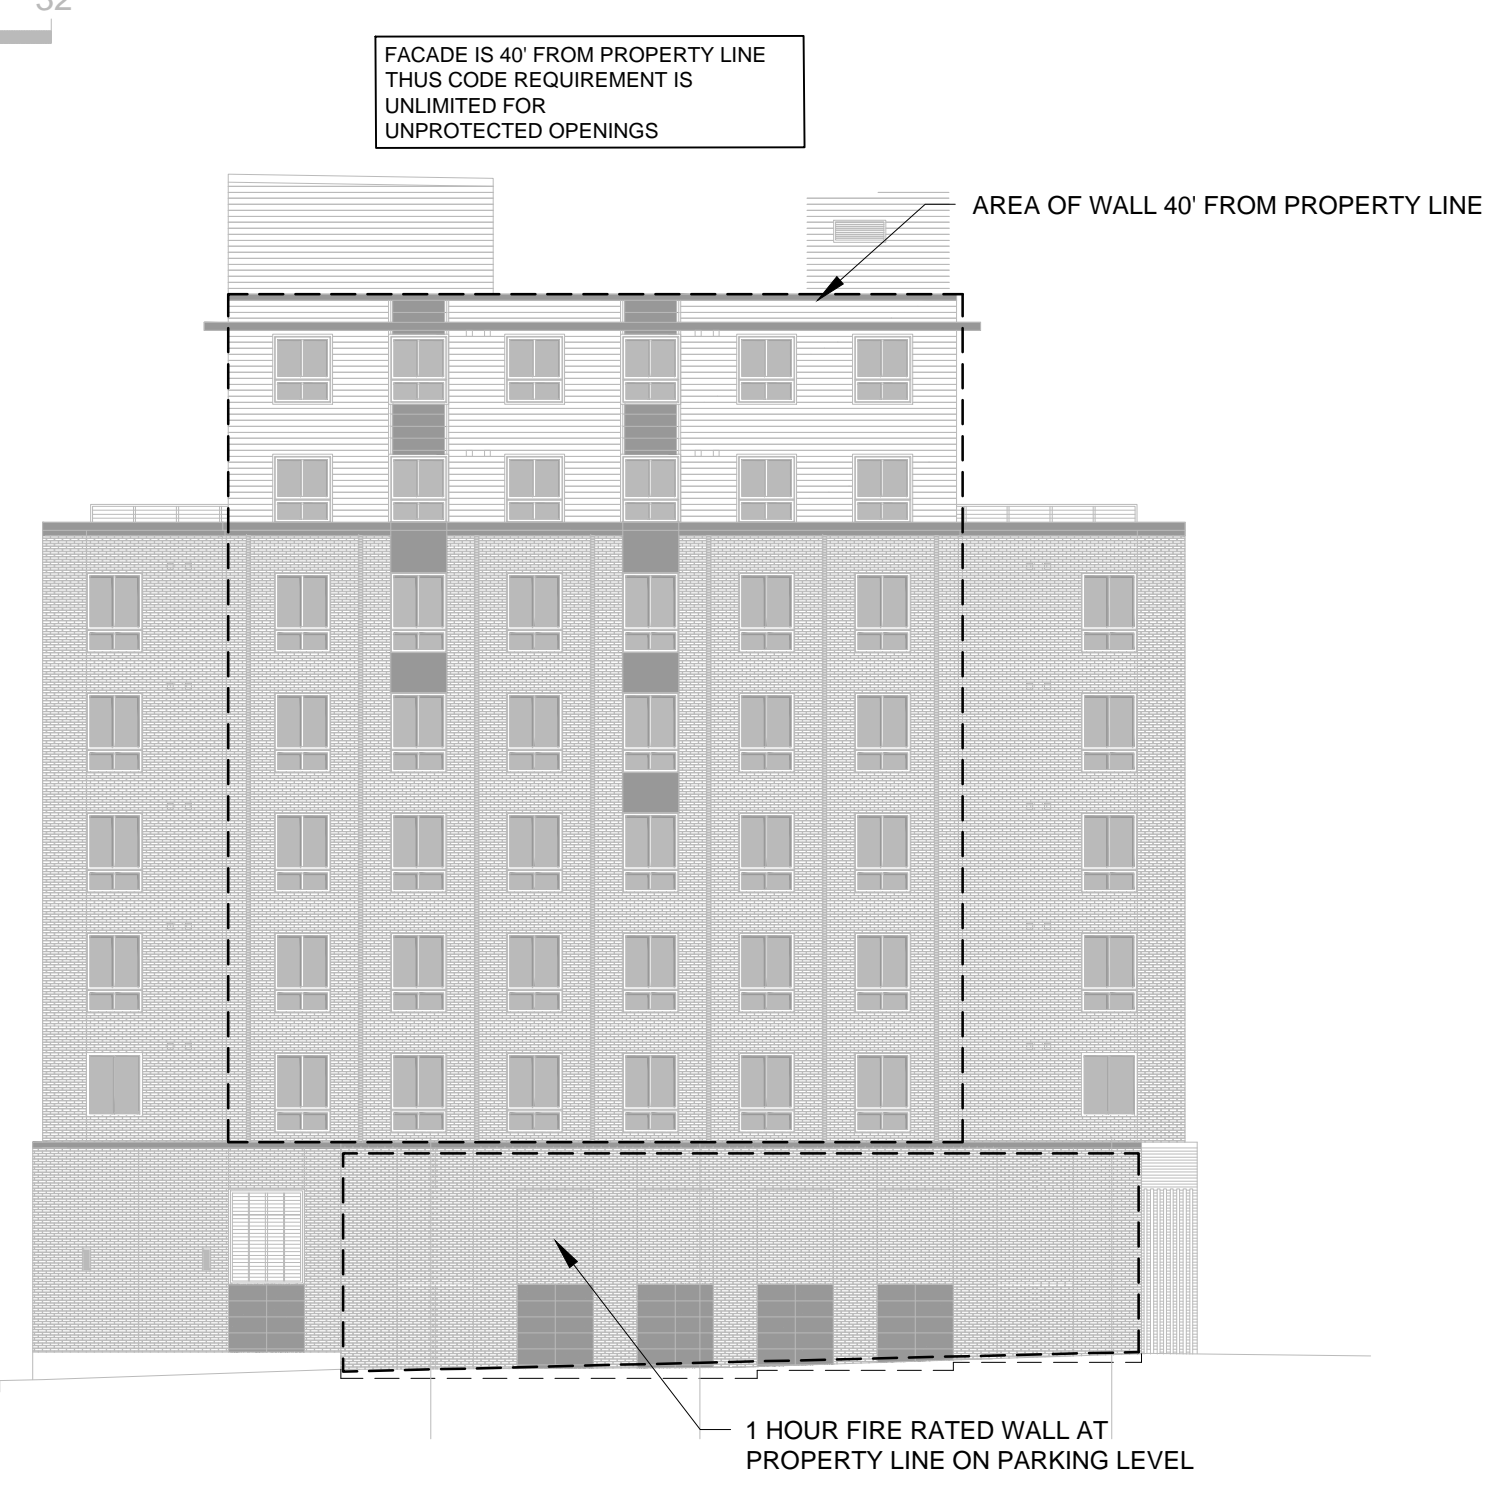 32
FACADE IS 40' FROM PROPERTY LINE
THUS CODE REQUIREMENT IS
UNLIMITED FOR
UNPROTECTED OPENINGS
AREA OF WALL 40' FROM PROPERTY LINE
1 HOUR FIRE RATED WALL AT
PROPERTY LINE ON PARKING LEVEL